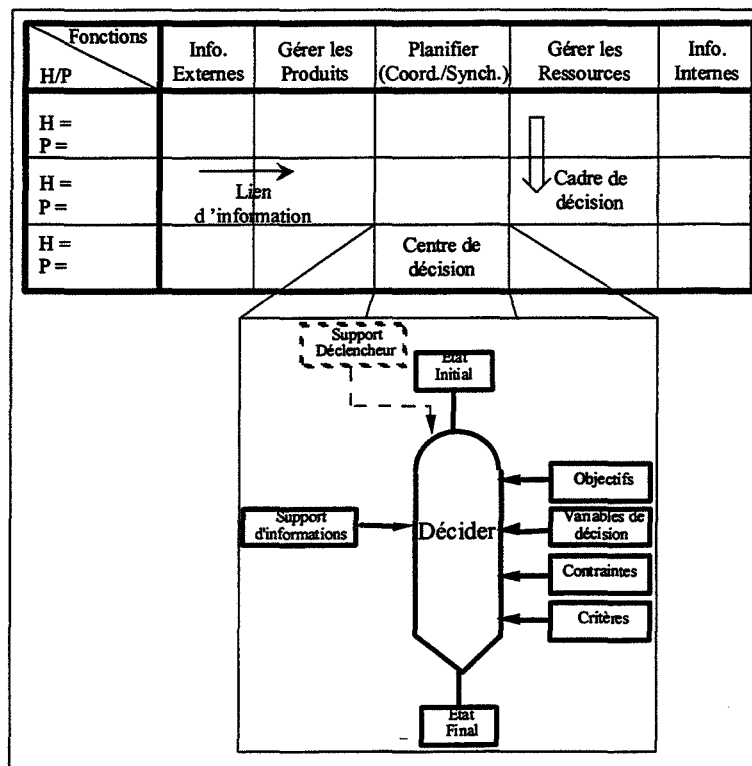 Fonctions
H/P
Info.
Externes
Gérer les
Produits
Planifier
(Coord./Synch.)
Gérer les
Ressources
Info.
Internes
H =
P =
H =
P =
Lien
d 'information
Cadre de
décision
H =
P =
Centre de
décision
Support
Déclencheur
Etat
Initial
Objectifs
Support
d'informations
Décider
Variables de
décision
Contraintes
Critères
Etat
Final